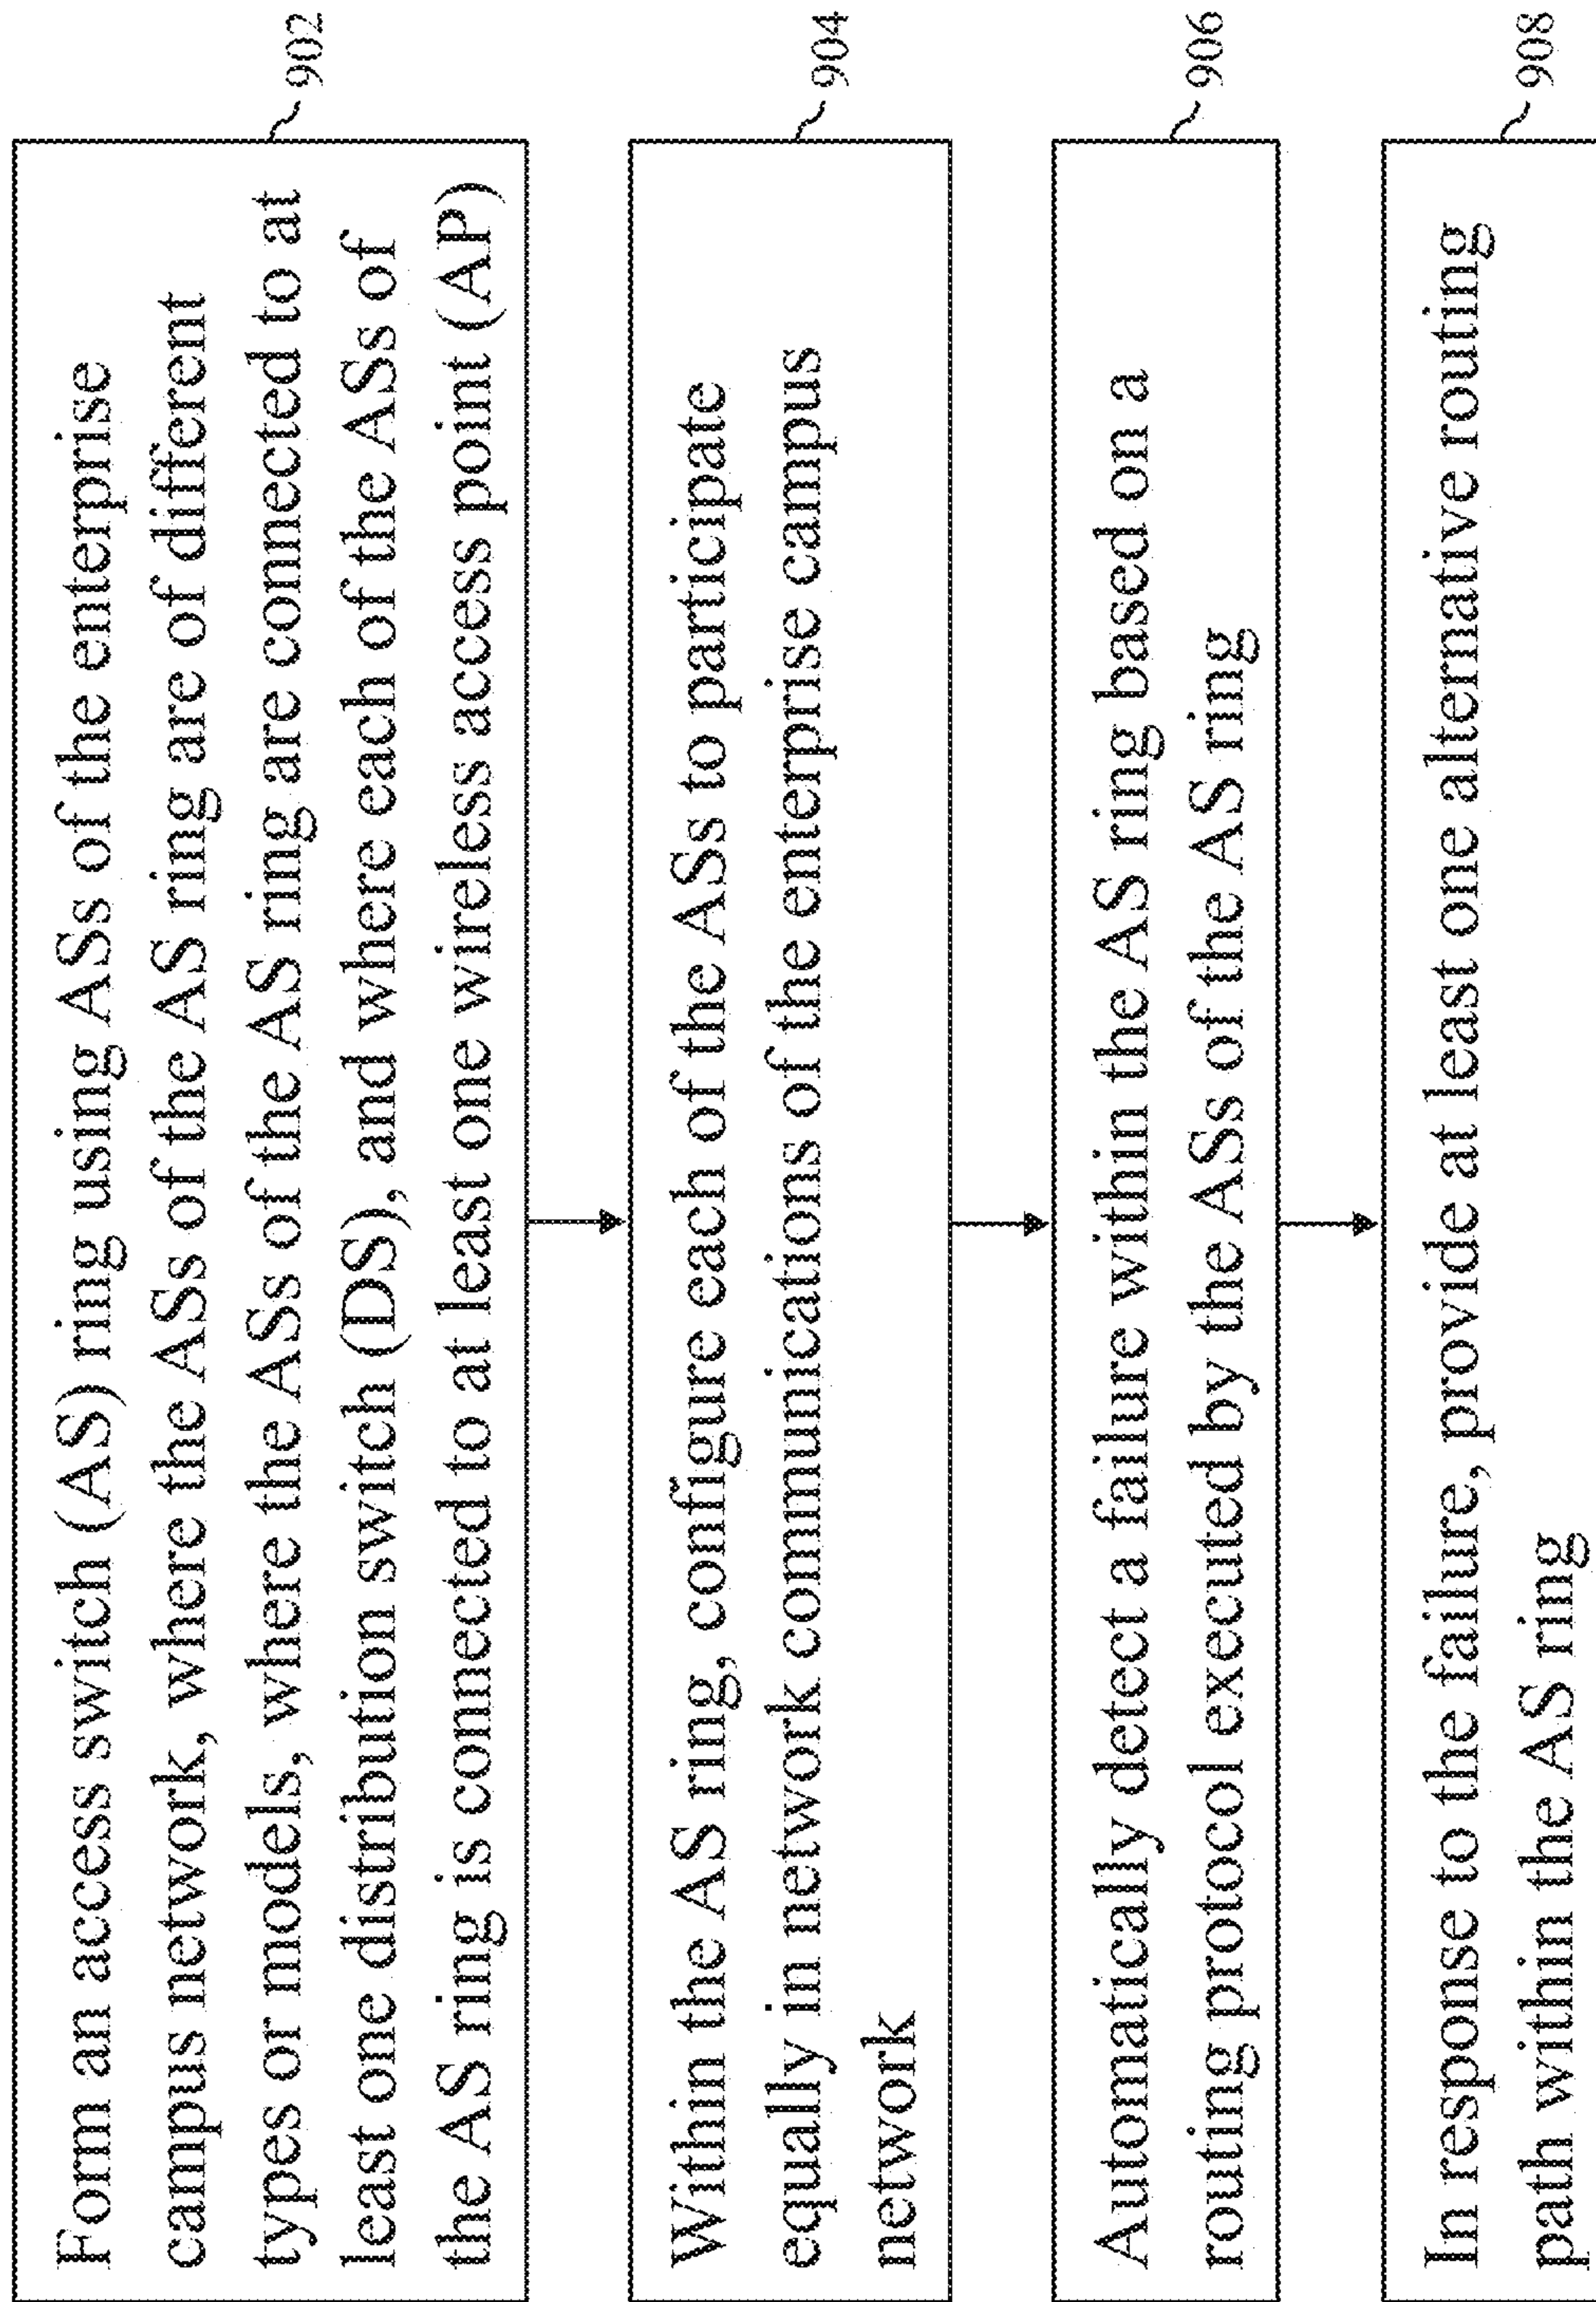 Form an access switch (AS) ring using ASs of the enterprise
campus network, where the ASs of the AS ring are of different
types or models, where the ASs of the AS ring are connected to at
least one distribution switch (DS), and where each of the ASs of
the AS ring is connected to at least one wireless access point (AP)
902
Within the AS ring, configure each of the ASs to participate
equally in network communications of the enterprise campus
network
904
Automatically detect a failure within the AS ring based on a
routing protocol executed by the ASs of the AS ring
906
In response to the failure, provide at least one alternative routing
path within the AS ring
908